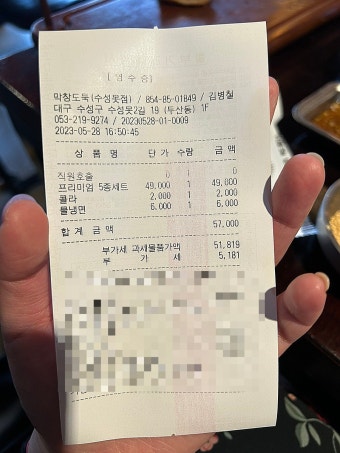 [영 수 증]
막창도둑(수성못점) / 854-85-01849 / 김병철
대구 수성구 수성못2길 19 (두산동) 1F
053-219-9274 / 20230528-01-0009
2023-05-28 16:50:45
상 품 명 단 가 수량 금 액
직원호출 0 1 0
프리미엄 5종세트 49,000 1 49,000
콜라 2,000 1 2,000
물냉면 6,000 1 6,000
합계 금액 57,000
부가세 과세물품가액 51,819
부 가 세 5,181